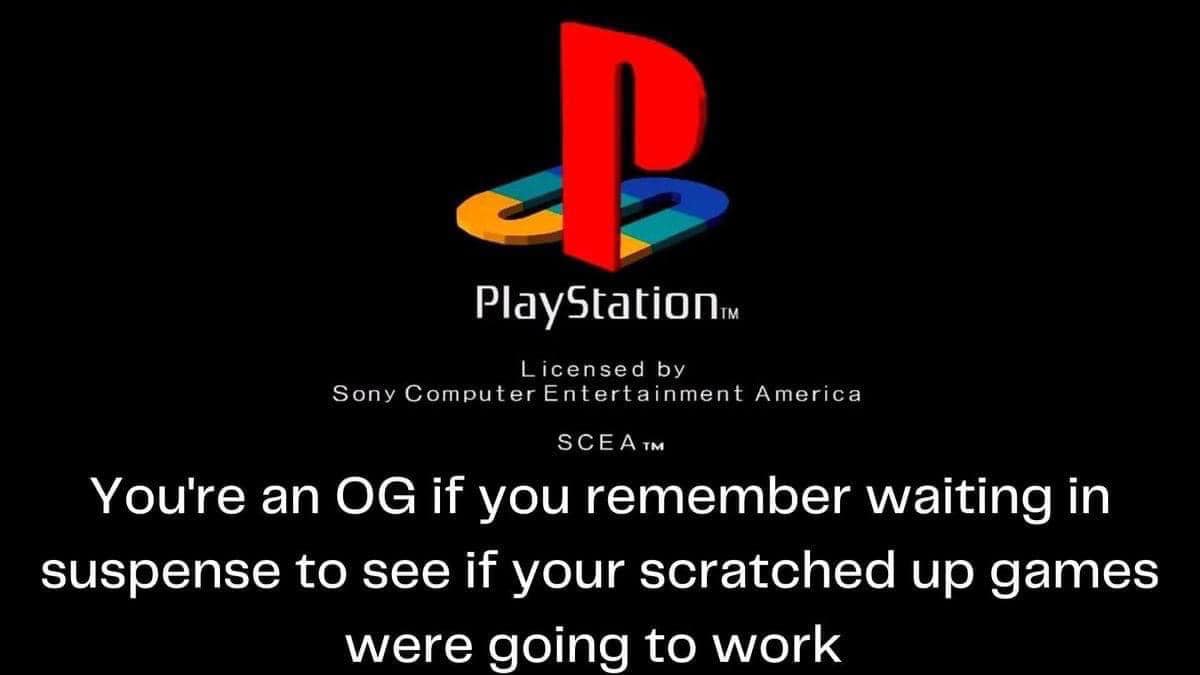 PlayStation™
Licensed by
Sony Computer Entertainment America
SCEA™
You're an OG if you remember waiting in
suspense to see if your scratched up games
were going to work